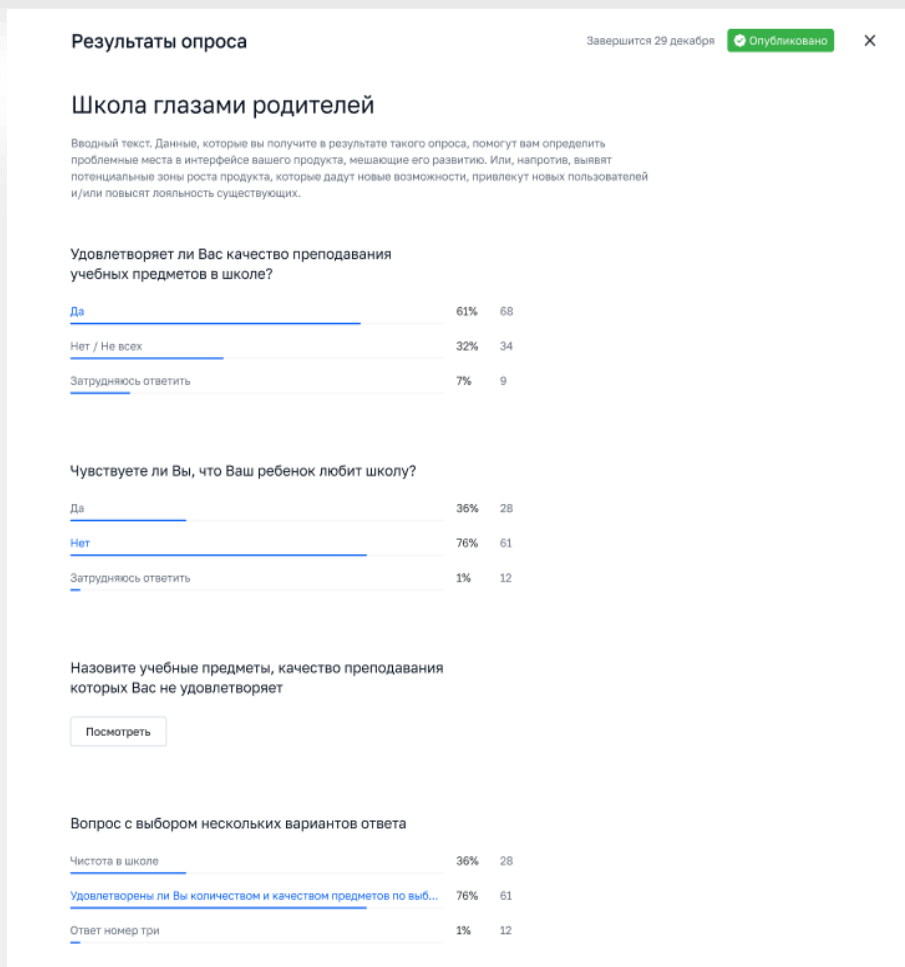 Результаты опроса
Завершится 29 декабря
Опубликовано
Школа глазами родителей
Вводный текст. Данные, которые вы получите в результате такого опроса, помогут вам определить
проблемные места в интерфейсе вашего продукта, мешающие его развитию. Или, напротив, выявят
потенциальные зоны роста продукта, которые дадут новые возможности, привлекут новых пользователей
и/или повысят лояльность существующих.
Удовлетворяет ли Вас качество преподавания
учебных предметов в школе?
Да 61% 68
Нет / Не всех 32% 34
Затрудняюсь ответить 7% 9
Чувствуете ли Вы, что Ваш ребенок любит школу?
Да 36% 28
Нет 76% 61
Затрудняюсь ответить 1% 12
Назовите учебные предметы, качество преподавания
которых Вас не удовлетворяет
Посмотреть
Вопрос с выбором нескольких вариантов ответа
Чистота в школе 36% 28
Удовлетворены ли Вы количеством и качеством предметов по выб... 76% 61
Ответ номер три 1% 12